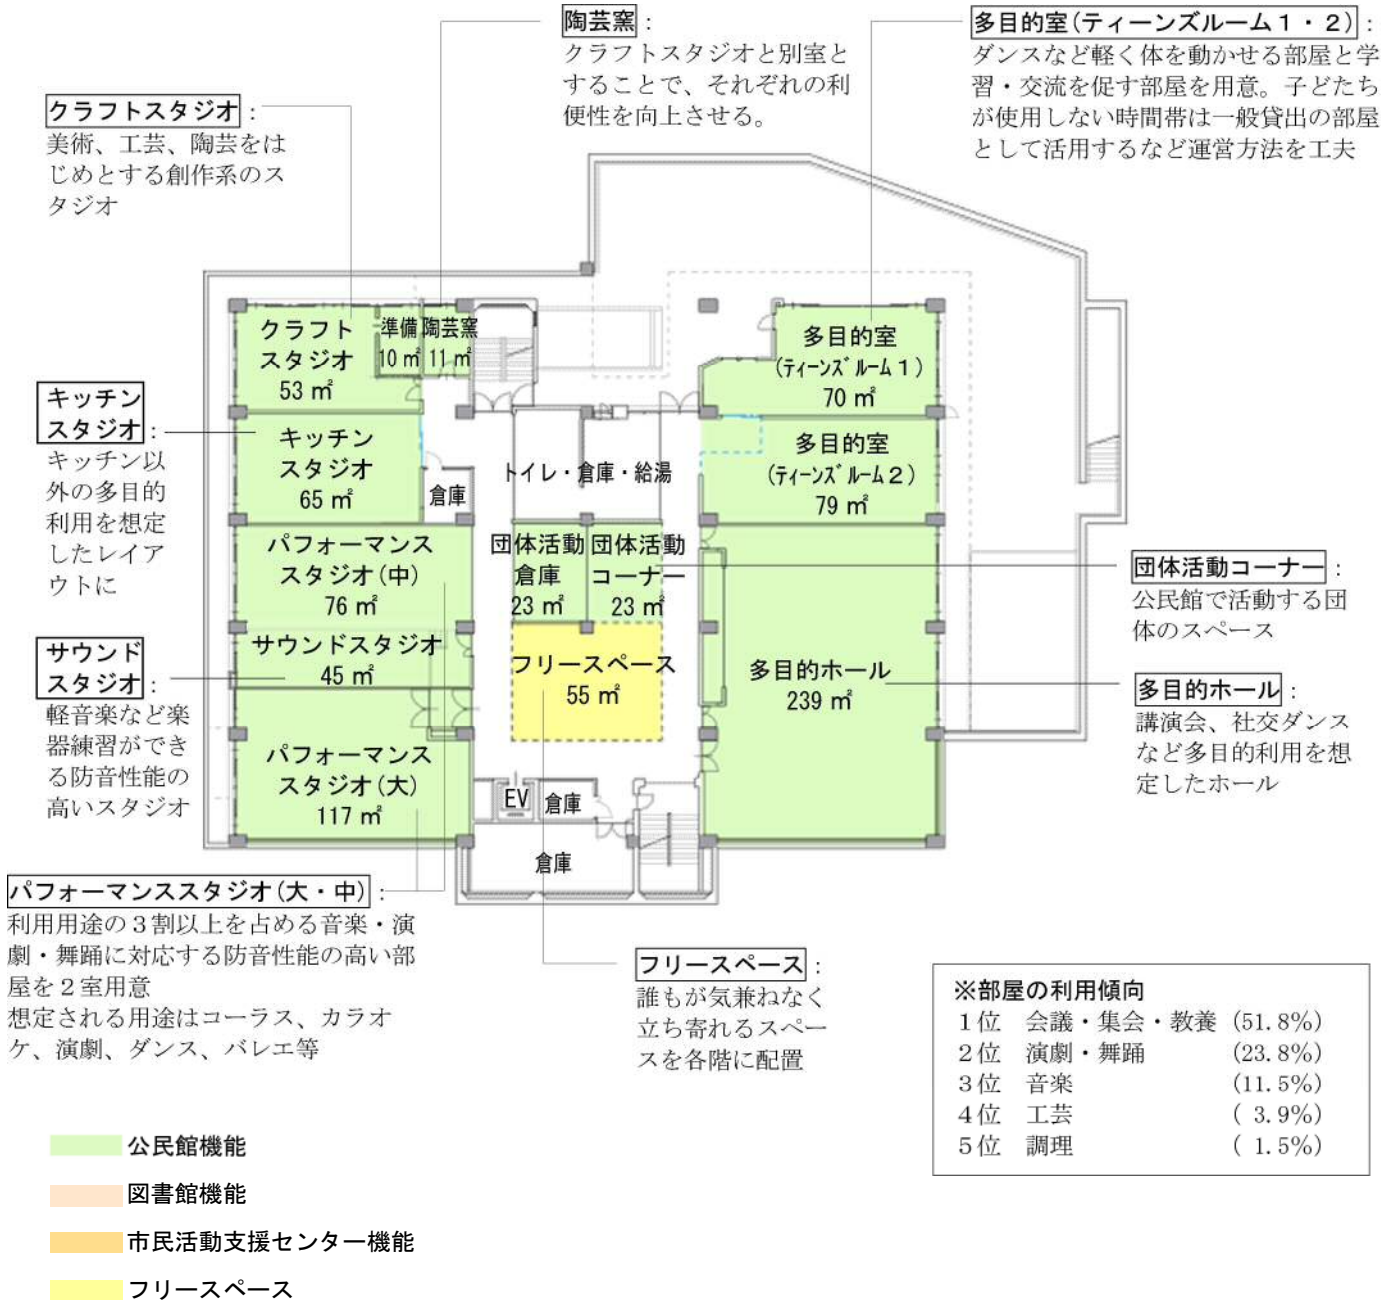 陶芸窯：
クラフトスタジオと別室と
することで、それぞれの利
便性を向上させる。
多目的室(ティーンズルーム１・２)：
ダンスなど軽く体を動かせる部屋と学
習・交流を促す部屋を用意。子どもたち
が使用しない時間帯は一般貸出の部屋
として活用するなど運営方法を工夫
クラフトスタジオ：
美術、工芸、陶芸をは
じめとする創作系のス
タジオ
キッチン
スタジオ：
キッチン以
外の多目的
利用を想定
したレイア
ウトに
サウンド
スタジオ：
軽音楽など楽
器練習ができ
る防音性能の
高いスタジオ
クラフト
スタジオ
53 ㎡
準備
10 ㎡
陶芸窯
11 ㎡
キッチン
スタジオ
65 ㎡
倉庫
パフォーマンス
スタジオ(中)
76 ㎡
サウンドスタジオ
45 ㎡
パフォーマンス
スタジオ(大)
117 ㎡
トイレ・倉庫・給湯
団体活動
倉庫
23 ㎡
団体活動
コーナー
23 ㎡
フリースペース
55 ㎡
EV
倉庫
倉庫
多目的室
(ティーンズルーム１)
70 ㎡
多目的室
(ティーンズルーム２)
79 ㎡
多目的ホール
239 ㎡
団体活動コーナー：
公民館で活動する団
体のスペース
多目的ホール：
講演会、社交ダンス
など多目的利用を想
定したホール
パフォーマンススタジオ(大・中)：
利用用途の３割以上を占める音楽・演
劇・舞踊に対応する防音性能の高い部
屋を２室用意
想定される用途はコーラス、カラオ
ケ、演劇、ダンス、バレエ等
フリースペース：
誰もが気兼ねなく
立ち寄れるスペー
スを各階に配置
※部屋の利用傾向
１位 会議・集会・教養 (51.8%)
２位 演劇・舞踊 (23.8%)
３位 音楽 (11.5%)
４位 工芸 ( 3.9%)
５位 調理 ( 1.5%)
公民館機能
図書館機能
市民活動支援センター機能
フリースペース